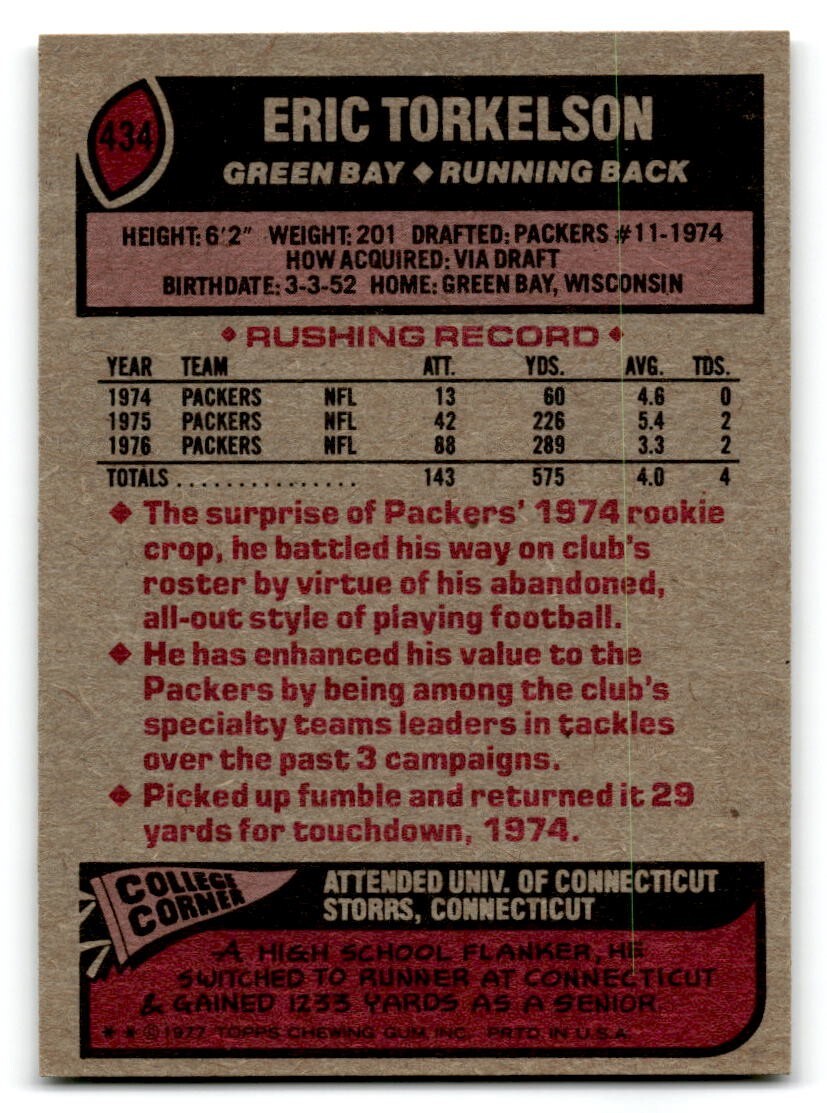 434
ERIC TORKELSON
GREEN BAY ◆ RUNNING BACK
HEIGHT: 6'2" WEIGHT: 201 DRAFTED: PACKERS #11-1974
HOW ACQUIRED: VIA DRAFT
BIRTHDATE: 3-3-52 HOME: GREEN BAY, WISCONSIN
◆ RUSHING RECORD ◆
YEAR TEAM ATT. YDS. AVG. TDS.
1974 PACKERS NFL 13 60 4.6 0
1975 PACKERS NFL 42 226 5.4 2
1976 PACKERS NFL 88 289 3.3 2
TOTALS ............... 143 575 4.0 4
◆ The surprise of Packers' 1974 rookie
crop, he battled his way on club's
roster by virtue of his abandoned,
all-out style of playing football.
◆ He has enhanced his value to the
Packers by being among the club's
specialty teams leaders in tackles
over the past 3 campaigns.
◆ Picked up fumble and returned it 29
yards for touchdown, 1974.
COLLEGE
CORNER
ATTENDED UNIV. OF CONNECTICUT
STORRS, CONNECTICUT
A HIGH SCHOOL FLANKER, HE
SWITCHED TO RUNNER AT CONNECTICUT
& GAINED 1233 YARDS AS A SENIOR.
* * © 1977 TOPPS CHEWING GUM, INC. PRTD. IN U.S.A.